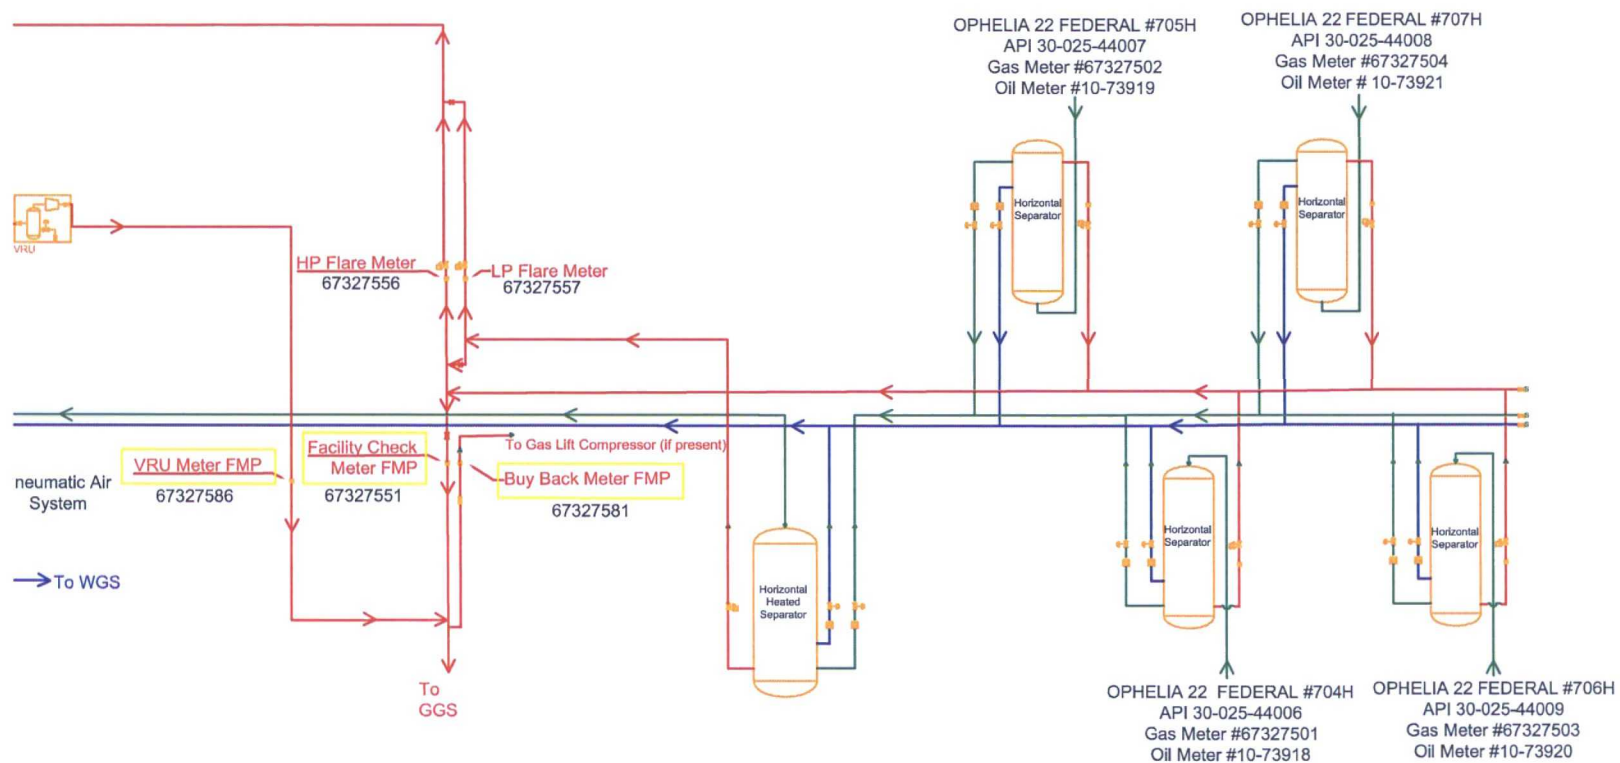 OPHELIA 22 FEDERAL #705H
API 30-025-44007
Gas Meter #67327502
Oil Meter #10-73919
OPHELIA 22 FEDERAL #707H
API 30-025-44008
Gas Meter #67327504
Oil Meter # 10-73921
Horizontal
Separator
Horizontal
Separator
VRU
HP Flare Meter
67327556
LP Flare Meter
67327557
To Gas Lift Compressor (if present)
VRU Meter FMP
67327586
Facility Check
Meter FMP
67327551
Buy Back Meter FMP
67327581
neumatic Air
System
To WGS
Horizontal
Heated
Separator
Horizontal
Separator
Horizontal
Separator
To
GGS
OPHELIA 22 FEDERAL #704H
API 30-025-44006
Gas Meter #67327501
Oil Meter #10-73918
OPHELIA 22 FEDERAL #706H
API 30-025-44009
Gas Meter #67327503
Oil Meter #10-73920